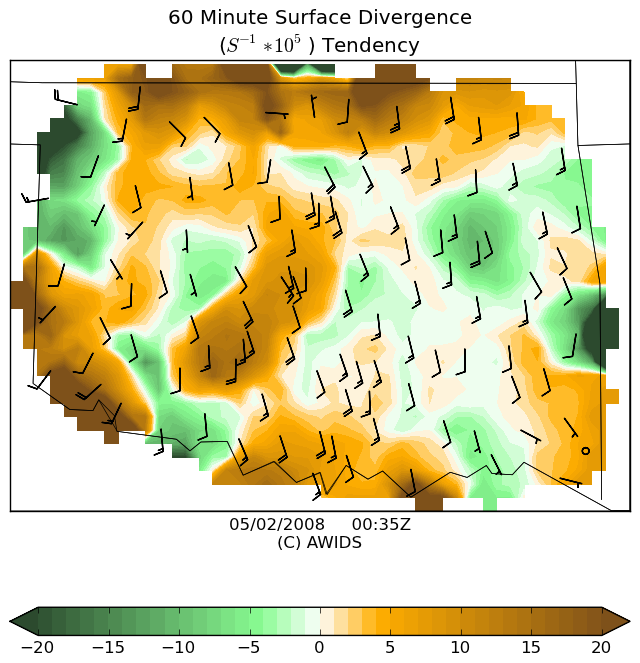 60 Minute Surface Divergence
(S⁻¹ ∗ 10⁵ ) Tendency
05/02/2008 00:35Z
(C) AWIDS
−20 −15 −10 −5 0 5 10 15 20